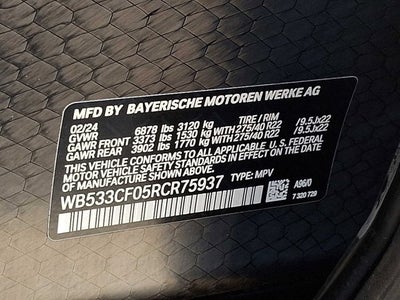 MFD BY BAYERISCHE MOTOREN WERKE AG
02/24 TIRE / RIM
GVWR 6878 lbs 3120 kg
GAWR FRONT 3373 lbs 1530 kg WITH 275/40 R22 / 9.5Jx22
GAWR REAR 3902 lbs 1770 kg WITH 275/40 R22 / 9.5Jx22
THIS VEHICLE CONFORMS TO ALL APPLICABLE U.S. FEDERAL
MOTOR VEHICLE SAFETY STANDARDS IN EFFECT ON THE DATE
OF MANUFACTURE SHOWN ABOVE.
WB533CF05RCR75937 TYPE: MPV
A96/0
7 320 729